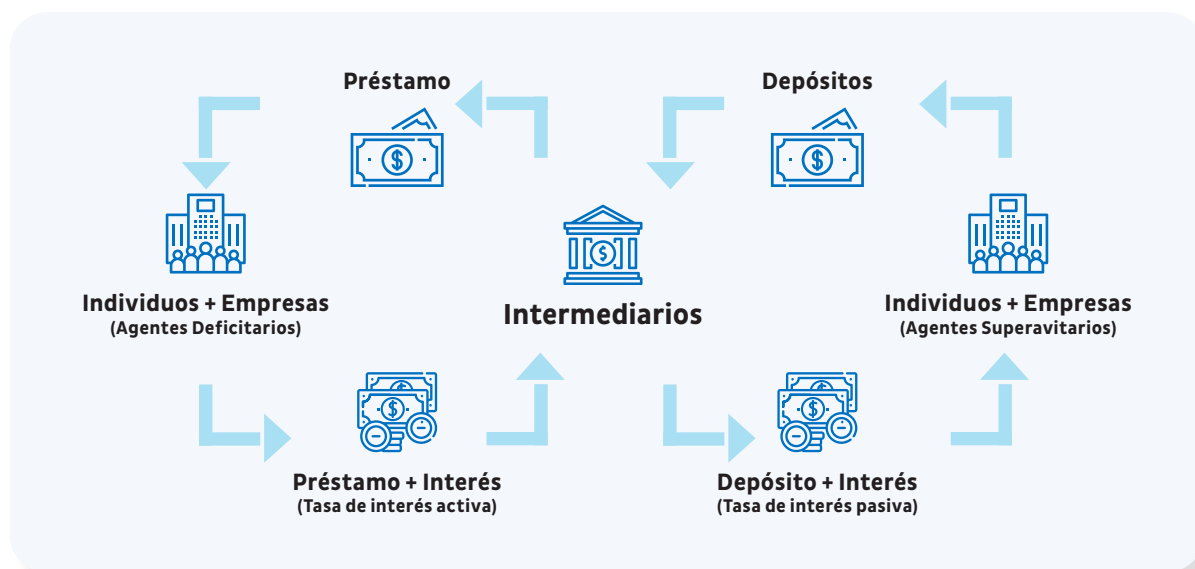 Préstamo
Depósitos
$
$
$
Individuos + Empresas
(Agentes Deficitarios)
Intermediarios
Individuos + Empresas
(Agentes Superavitarios)
$
$
$
$
Préstamo + Interés
(Tasa de interés activa)
Depósito + Interés
(Tasa de interés pasiva)